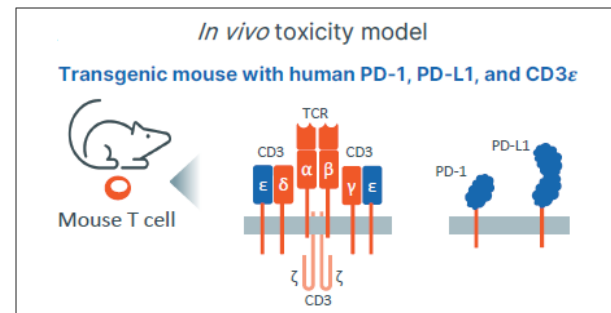 In vivo toxicity model
Transgenic mouse with human PD-1, PD-L1, and CD3ε
TCR
CD3
CD3
ε δ α β γ ε
PD-1
PD-L1
Mouse T cell
ζ ζ
CD3